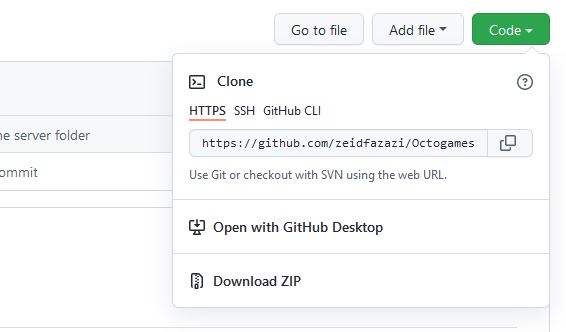 Go to file Add file Code
Clone
HTTPS SSH GitHub CLI
ne server folder
https://github.com/zeidfazazi/Octogames
ommit
Use Git or checkout with SVN using the web URL.
Open with GitHub Desktop
Download ZIP